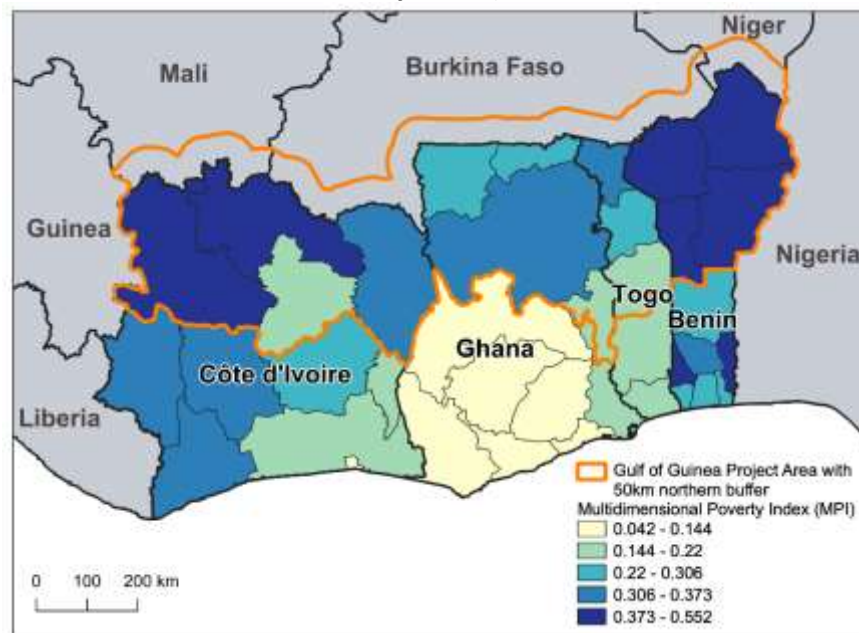 Niger
Mali
Burkina Faso
Guinea
Nigeria
Togo
Benin
Ghana
Côte d'Ivoire
Liberia
Gulf of Guinea Project Area with
50km northern buffer
Multidimensional Poverty Index (MPI)
0.042 - 0.144
0.144 - 0.22
0.22 - 0.306
0.306 - 0.373
0.373 - 0.552
0 100 200 km